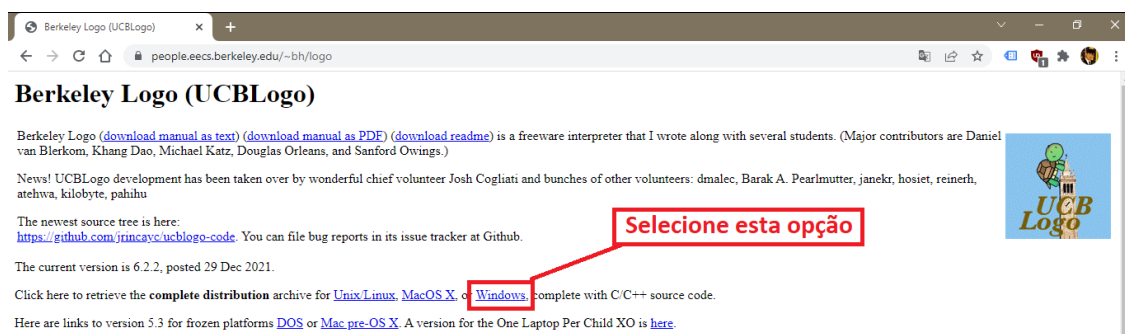 Berkeley Logo (UCBLogo)
people.eecs.berkeley.edu/~bh/logo
1
Berkeley Logo (UCBLogo)
Berkeley Logo (download manual as text) (download manual as PDF) (download readme) is a freeware interpreter that I wrote along with several students. (Major contributors are Daniel
van Blerkom, Khang Dao, Michael Katz, Douglas Orleans, and Sanford Owings.)
UCB
Logo
News! UCBLogo development has been taken over by wonderful chief volunteer Josh Cogliati and bunches of other volunteers: dmalec, Barak A. Pearlmutter, janekr, hosiet, reinerh,
atehwa, kilobyte, pahihu
The newest source tree is here:
https://github.com/jrincayc/ucblogo-code. You can file bug reports in its issue tracker at Github.
Selecione esta opção
The current version is 6.2.2, posted 29 Dec 2021.
Click here to retrieve the complete distribution archive for Unix/Linux, MacOS X, or Windows, complete with C/C++ source code.
Here are links to version 5.3 for frozen platforms DOS or Mac pre-OS X. A version for the One Laptop Per Child XO is here.